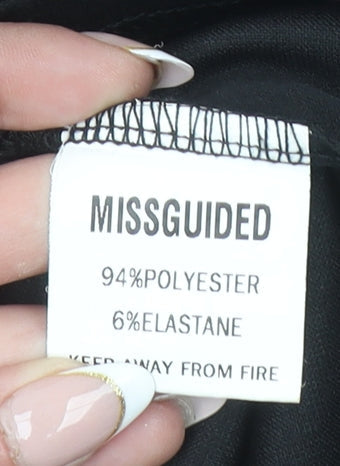 MISSGUIDED
94%POLYESTER
6%ELASTANE
KEEP AWAY FROM FIRE